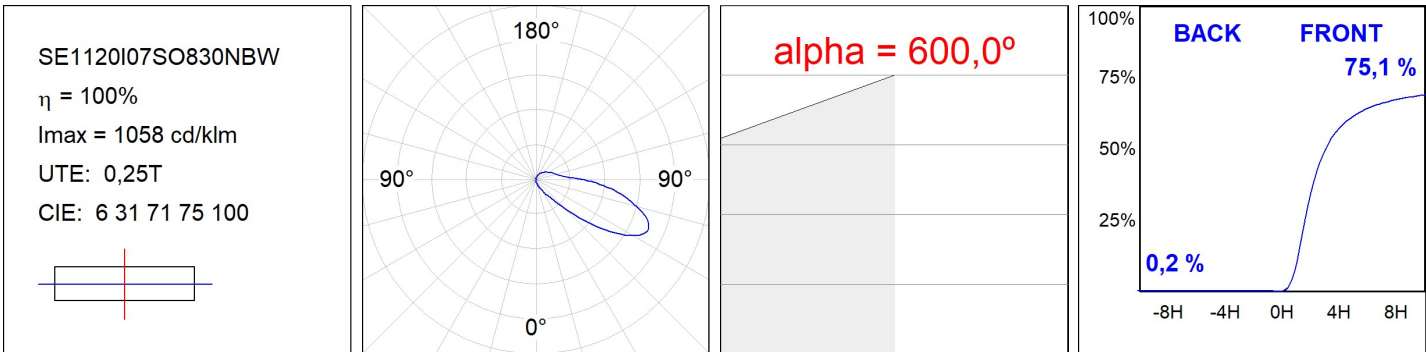 SE1120I07SO830NBW
η = 100%
Imax = 1058 cd/klm
UTE: 0,25T
CIE: 6 31 71 75 100
180°
90°
90°
0°
alpha = 600,0º
100%
BACK
FRONT
75,1 %
75%
50%
25%
0,2 %
-8H
-4H
0H
4H
8H